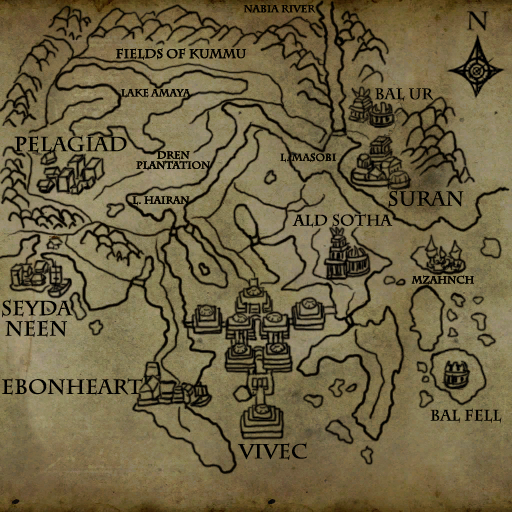 NABIA RIVER
N
FIELDS OF KUMMU
LAKE AMAYA
BAL UR
PELAGIAD
DREN
PLANTATION
L. MASOBI
L. HAIRAN
SURAN
ALD SOTHA
MZAHNCH
SEYDA
NEEN
EBONHEART
BAL FELL
VIVEC